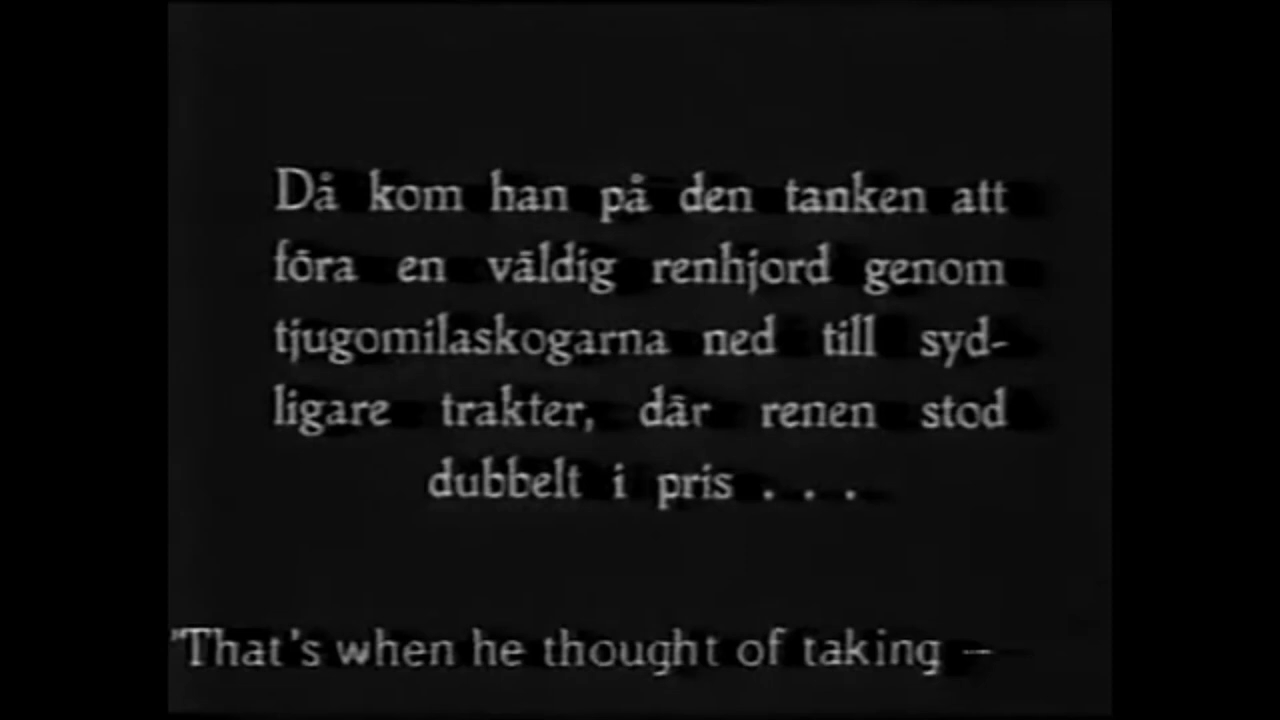 Då kom han på den tanken att
föra en väldig renhjord genom
tjugomilaskogarna ned till syd-
ligare trakter, där renen stod
dubbelt i pris . . .
"That's when he thought of taking –